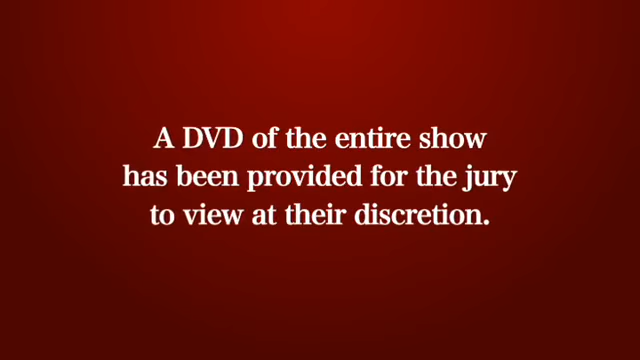 A DVD of the entire show
has been provided for the jury
to view at their discretion.